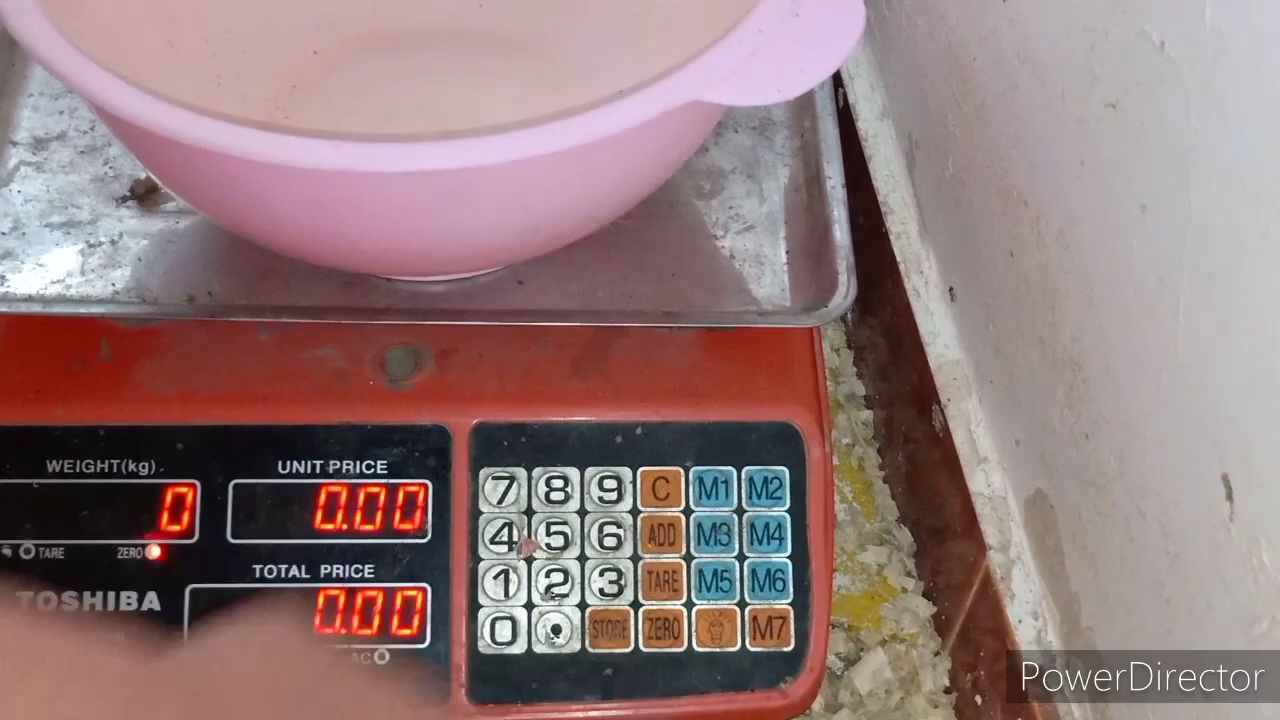 WEIGHT(kg)
UNIT PRICE
0
0.00
TARE
ZERO
TOTAL PRICE
TOSHIBA
0.00
AC
7 8 9 C M1 M2
4 5 6 ADD M3 M4
1 2 3 TARE M5 M6
0 . STORE ZERO M7
PowerDirector